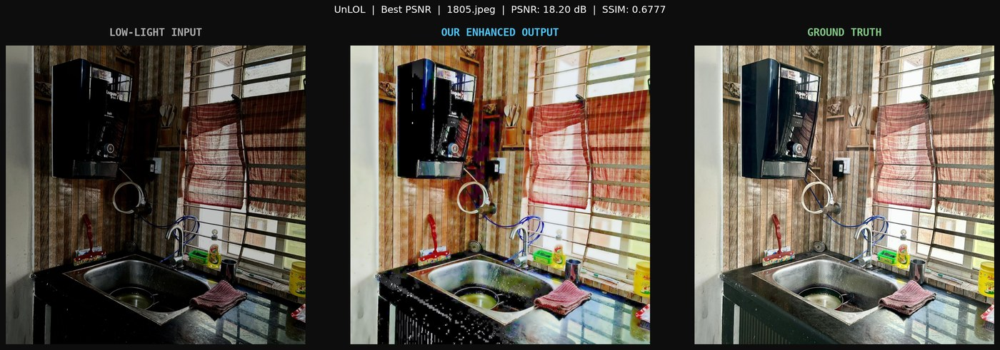 UnLOL | Best PSNR | 1805.jpeg | PSNR: 18.20 dB | SSIM: 0.6777
LOW-LIGHT INPUT
OUR ENHANCED OUTPUT
GROUND TRUTH